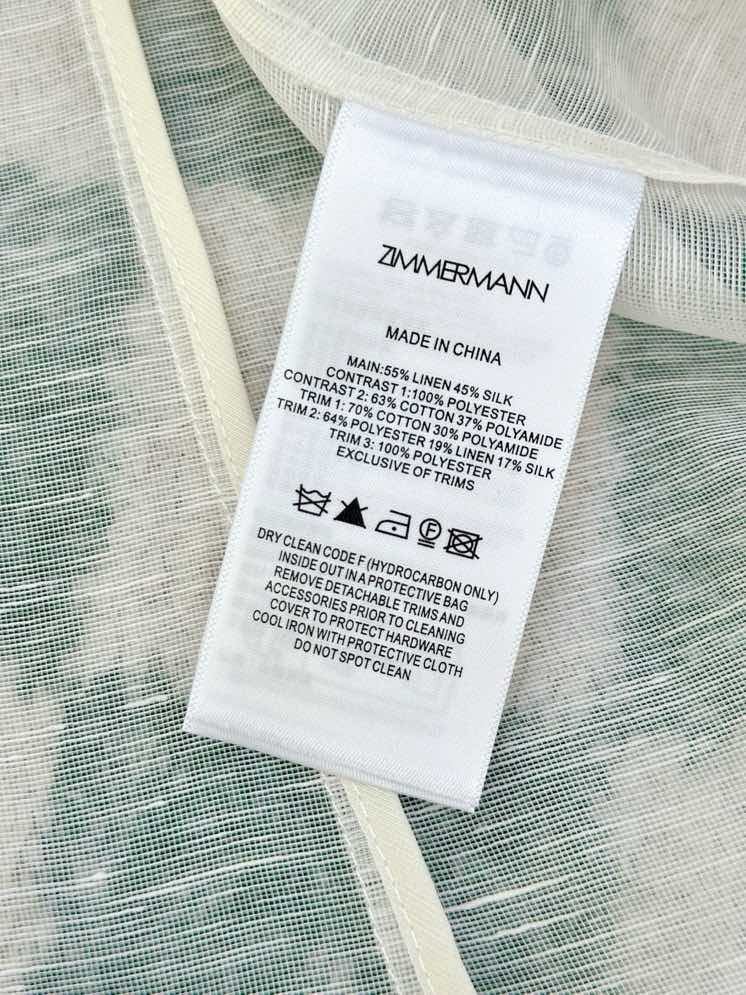 ZIMMERMANN
MADE IN CHINA
MAIN:55% LINEN 45% SILK
CONTRAST 1:100% POLYESTER
CONTRAST 2: 63% COTTON 37% POLYAMIDE
TRIM 1: 70% COTTON 30% POLYAMIDE
TRIM 2: 64% POLYESTER 19% LINEN 17% SILK
TRIM 3: 100% POLYESTER
EXCLUSIVE OF TRIMS
F
DRY CLEAN CODE F (HYDROCARBON ONLY)
INSIDE OUT IN A PROTECTIVE BAG
REMOVE DETACHABLE TRIMS AND
ACCESSORIES PRIOR TO CLEANING
COVER TO PROTECT HARDWARE
COOL IRON WITH PROTECTIVE CLOTH
DO NOT SPOT CLEAN